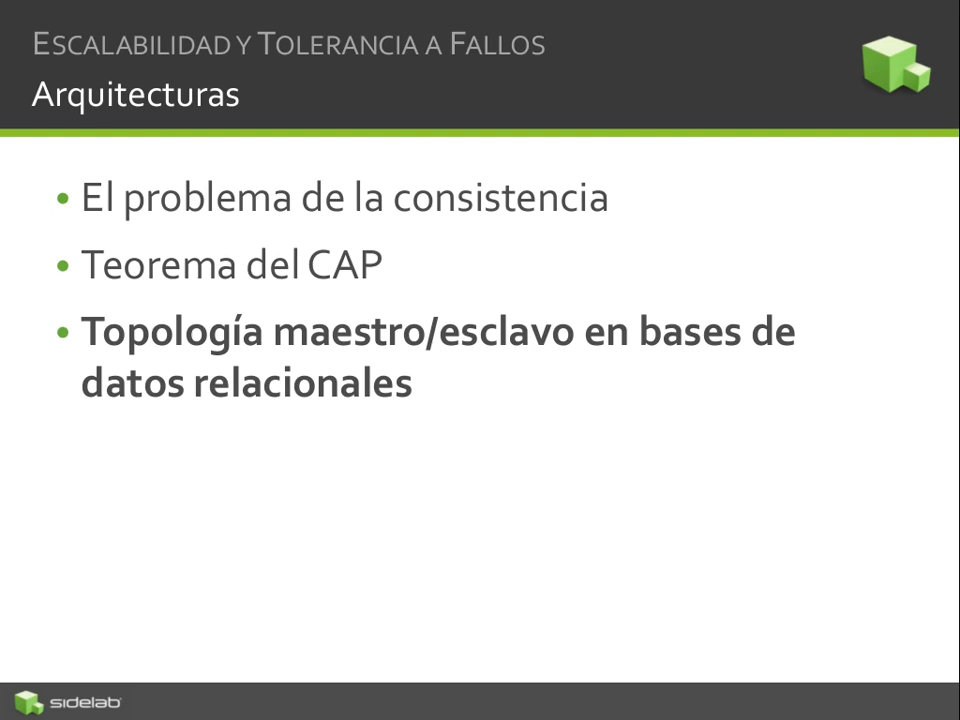 ESCALABILIDAD Y TOLERANCIA A FALLOS
Arquitecturas
• El problema de la consistencia
• Teorema del CAP
• Topología maestro/esclavo en bases de
datos relacionales
sidelab